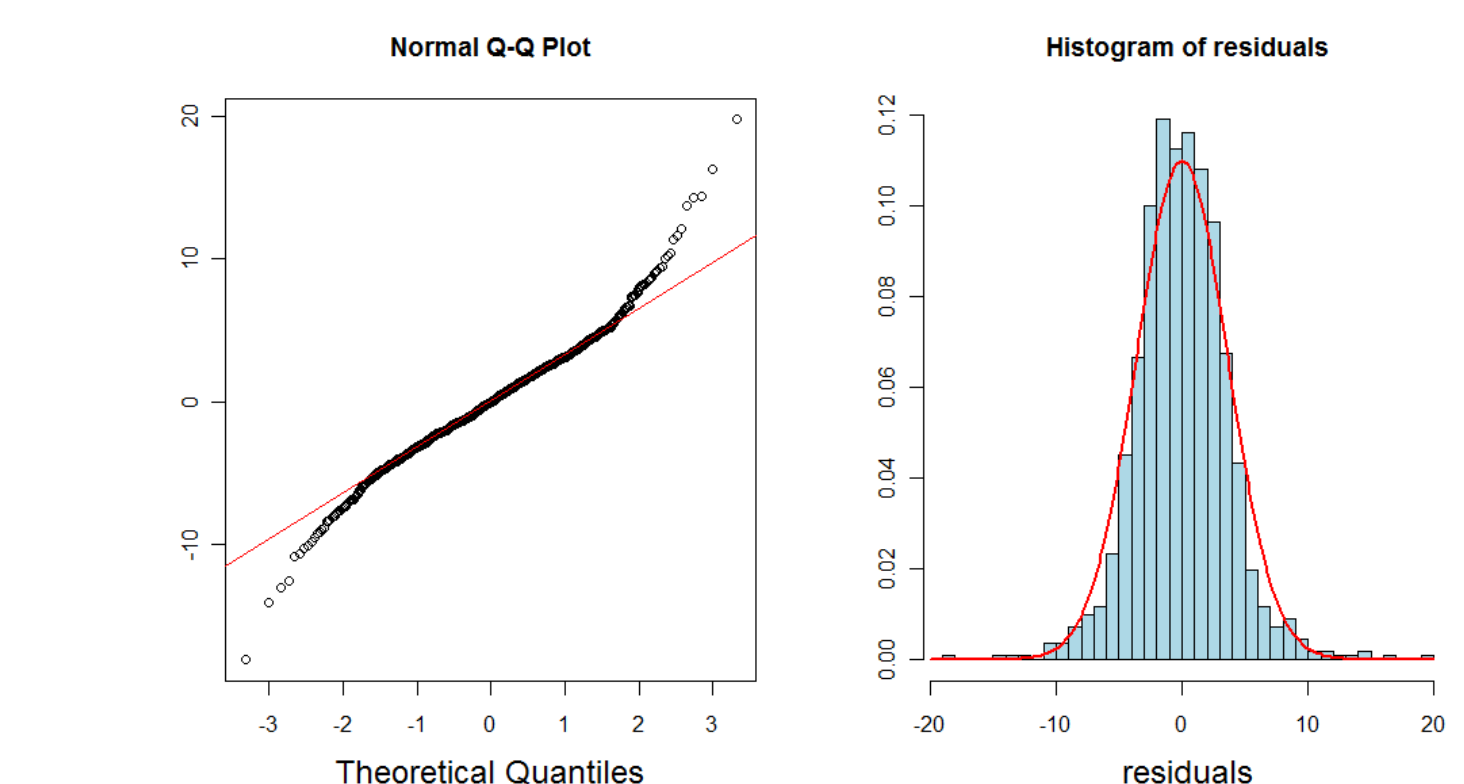 Normal Q-Q Plot
20
10
0
-10
-3 -2 -1 0 1 2 3
Theoretical Quantiles
Histogram of residuals
0.12
0.10
0.08
0.06
0.04
0.02
0.00
-20 -10 0 10 20
residuals